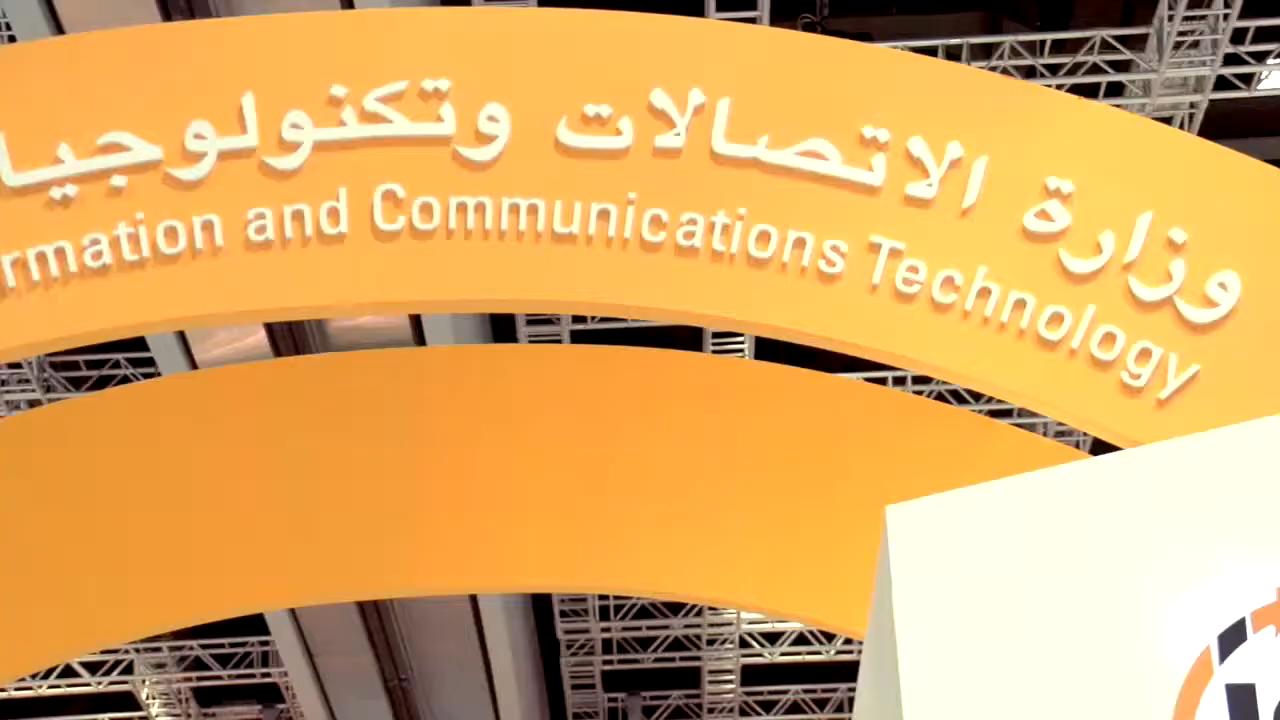 وزارة الاتصالات وتكنولوجيا
rmation and Communications Technology